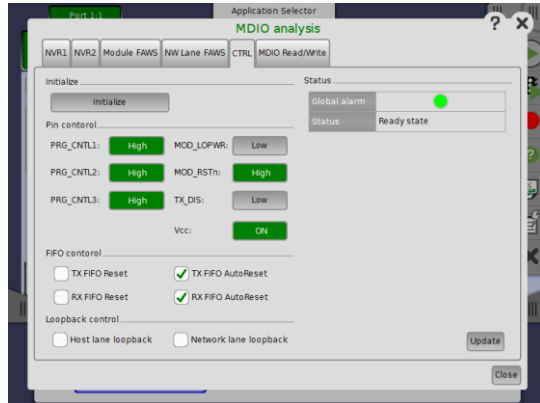 Port 1:1
Application Selector
MDIO analysis
? X
NVR1 NVR2 Module FAWS NW Lane FAWS CTRL MDIO Read/Write
Initialize
Initialize
Pin contorol
PRG_CNTL1: High MOD_LOPWR: Low
PRG_CNTL2: High MOD_RSTn: High
PRG_CNTL3: High TX_DIS: Low
Vcc: ON
FIFO contorol
TX FIFO Reset TX FIFO AutoReset
RX FIFO Reset RX FIFO AutoReset
Loopback control
Host lane loopback Network lane loopback
Status
Global alarm
Status Ready state
Update
Close